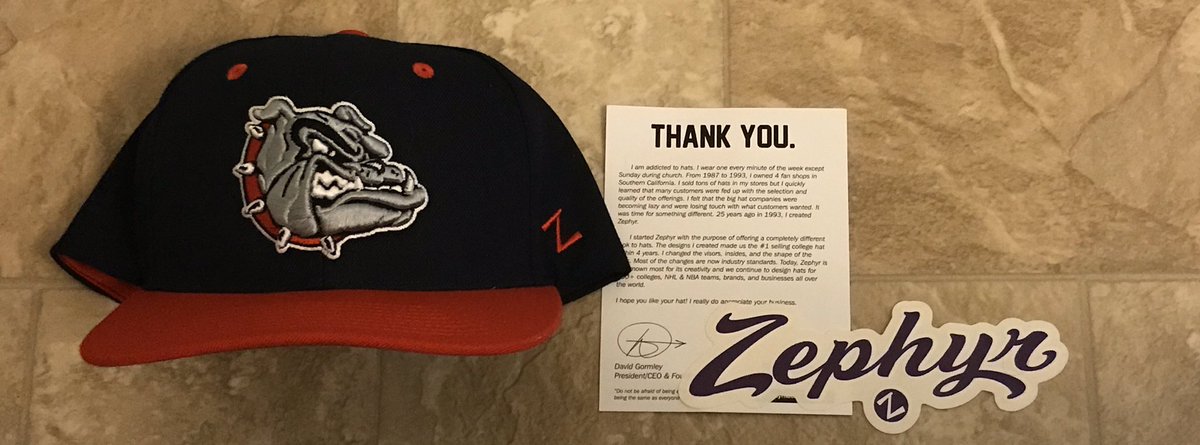 Z
THANK YOU.
I am addicted to hats. I wear one every minute of the week except
Sunday during church. From 1987 to 1993, I owned 4 fan shops in
Southern California. I sold tons of hats in my stores but I quickly
learned that many customers were fed up with the selection and
quality of the offerings. I felt that the big hat companies were
becoming lazy and were losing touch with what customers wanted. It
was time for something different. 25 years ago in 1993, I created
Zephyr.
I started Zephyr with the purpose of offering a completely different
to hats. The designs I created made us the #1 selling college hat
4 years. I changed the visors, insides, and the shape of the
Most of the changes are now industry standards. Today, Zephyr is
known most for its creativity and we continue to design hats for
colleges, NHL & NBA teams, brands, and businesses all over
the world.
I hope you like your hat! I really do appreciate your business.
David Gormley
President/CEO &
"Do not be afraid of being
being the same as everyone
Zephyr
Z